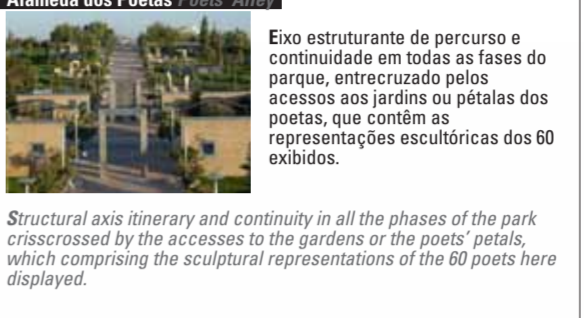 Alameda dos Poetas Poets' Alley
Eixo estruturante de percurso e
continuidade em todas as fases do
parque, entrecruzado pelos
acessos aos jardins ou pétalas dos
poetas, que contêm as
representações escultóricas dos 60
exibidos.
Structural axis itinerary and continuity in all the phases of the park
crisscrossed by the accesses to the gardens or the poets' petals,
which comprising the sculptural representations of the 60 poets here
displayed.